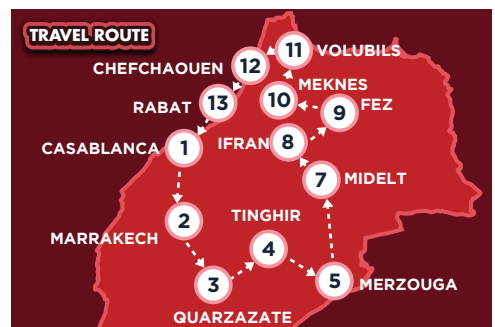 TRAVEL ROUTE
11 VOLUBILS
CHEFCHAOUEN 12
MEKNES
RABAT 13
10
9 FEZ
CASABLANCA 1
IFRAN 8
7 MIDELT
2
MARRAKECH
TINGHIR
4
3
5 MERZOUGA
QUARZAZATE